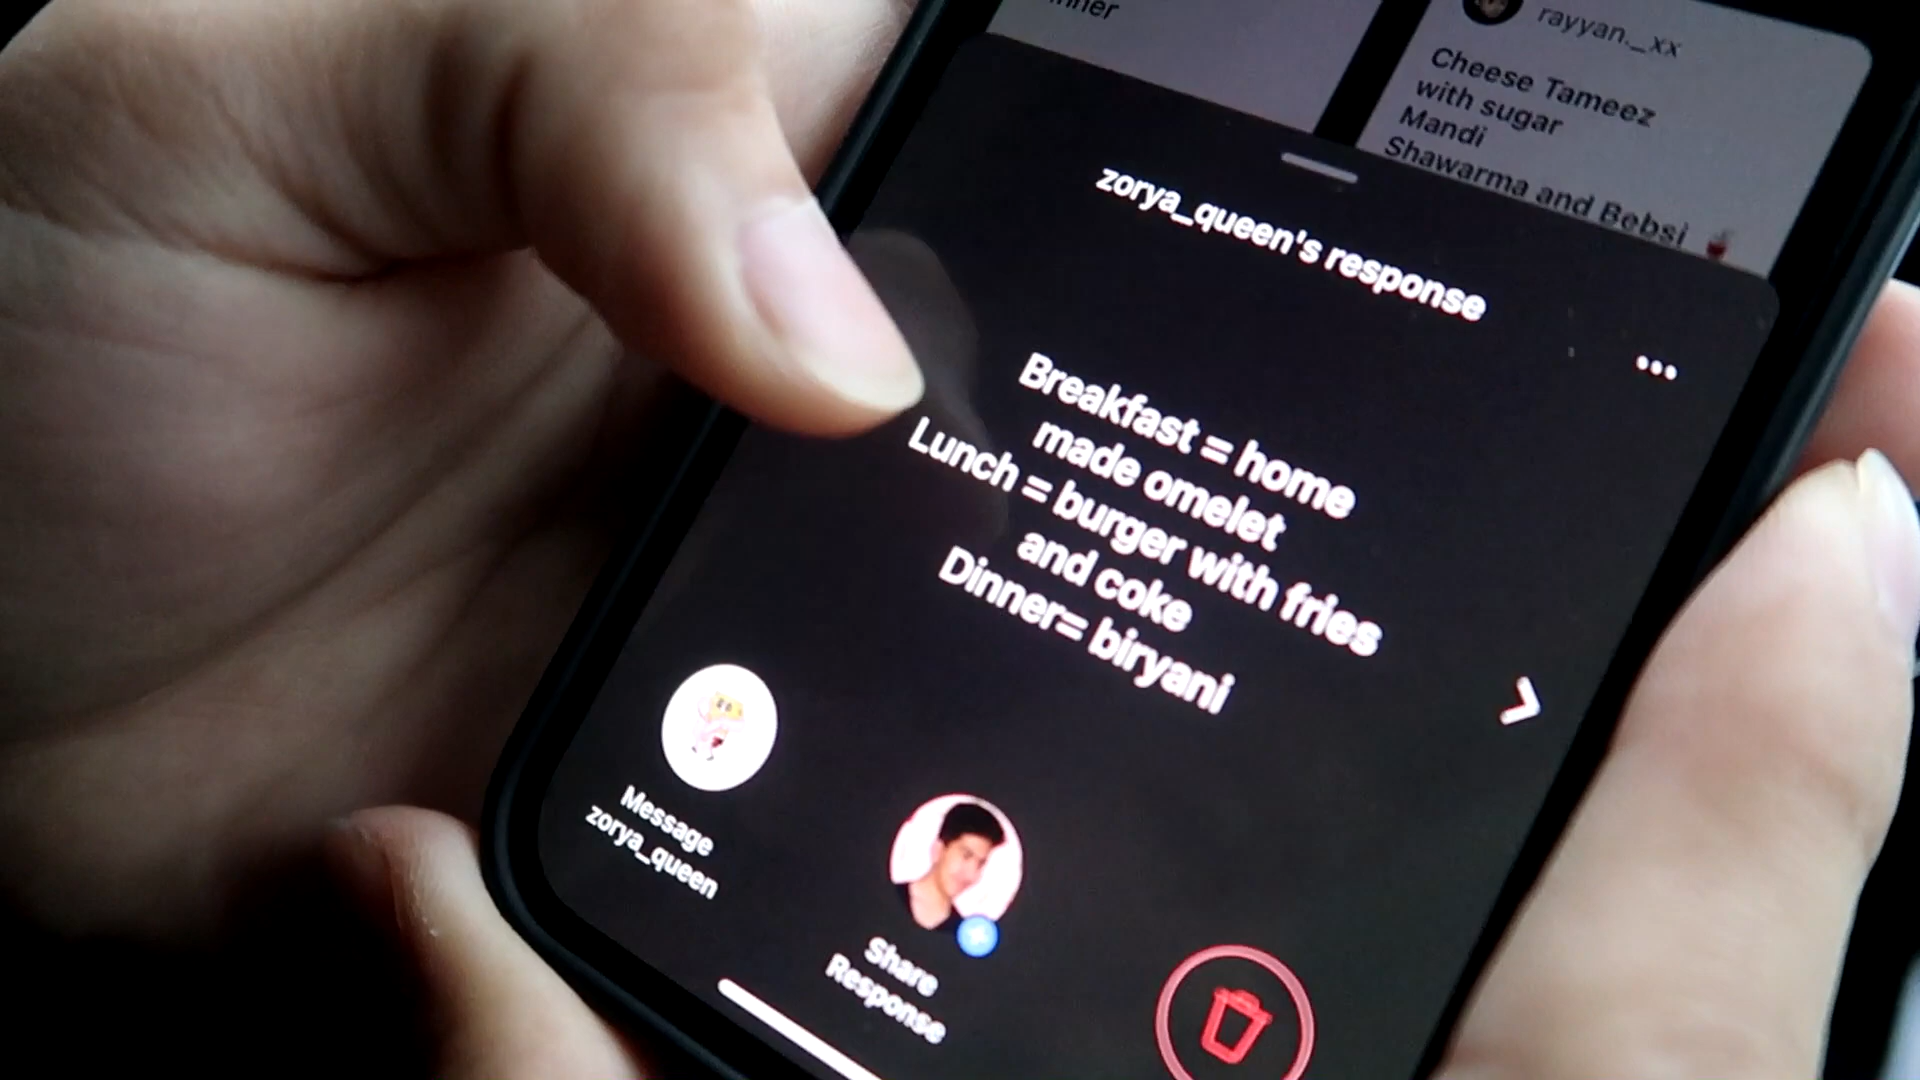 rayyan._xx
Cheese Tameez
with sugar
Mandi
Shawarma and Bebsi
zorya_queen's response
Breakfast = home
made omelet
Lunch = burger with fries
and coke
Dinner= biryani
Message
zorya_queen
Share
Response